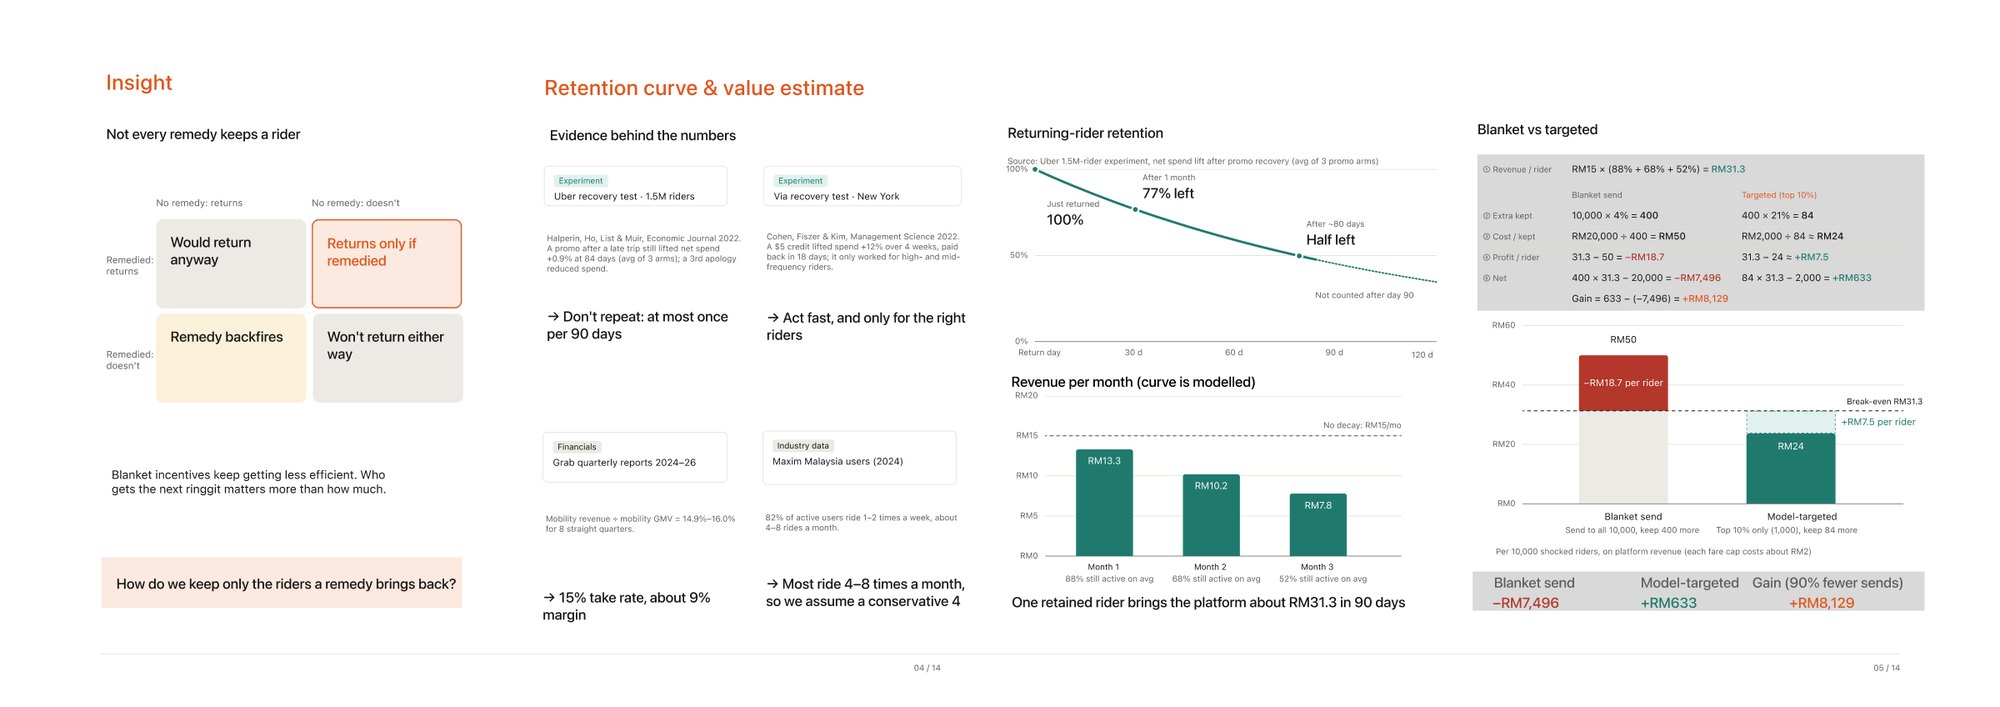 Insight
Not every remedy keeps a rider
No remedy: returns
No remedy: doesn't
Remedied:
returns
Would return
anyway
Returns only if
remedied
Remedied:
doesn't
Remedy backfires
Won't return either
way
Blanket incentives keep getting less efficient. Who
gets the next ringgit matters more than how much.
How do we keep only the riders a remedy brings back?
Retention curve & value estimate
Evidence behind the numbers
Experiment
Uber recovery test · 1.5M riders
Halperin, Ho, List & Muir, Economic Journal 2022.
A promo after a late trip still lifted net spend
+0.9% at 84 days (avg of 3 arms); a 3rd apology
reduced spend.
→ Don't repeat: at most once
per 90 days
Experiment
Via recovery test · New York
Cohen, Fiszer & Kim, Management Science 2022.
A $5 credit lifted spend +12% over 4 weeks, paid
back in 18 days; it only worked for high- and mid-
frequency riders.
→ Act fast, and only for the right
riders
Financials
Grab quarterly reports 2024–26
Mobility revenue ÷ mobility GMV = 14.9%–16.0%
for 8 straight quarters.
→ 15% take rate, about 9%
margin
Industry data
Maxim Malaysia users (2024)
82% of active users ride 1–2 times a week, about
4–8 rides a month.
→ Most ride 4–8 times a month,
so we assume a conservative 4
Returning-rider retention
Source: Uber 1.5M-rider experiment, net spend lift after promo recovery (avg of 3 promo arms)
100%
After 1 month
77% left
Just returned
100%
After ~80 days
Half left
50%
Not counted after day 90
0%
Return day
30 d
60 d
90 d
120 d
Revenue per month (curve is modelled)
RM20
No decay: RM15/mo
RM15
RM13.3
RM10
RM10.2
RM7.8
RM5
RM0
Month 1
Month 2
Month 3
88% still active on avg
68% still active on avg
52% still active on avg
One retained rider brings the platform about RM31.3 in 90 days
Blanket vs targeted
① Revenue / rider RM15 × (88% + 68% + 52%) = RM31.3
Blanket send Targeted (top 10%)
② Extra kept 10,000 × 4% = 400 400 × 21% = 84
③ Cost / kept RM20,000 ÷ 400 = RM50 RM2,000 ÷ 84 ≈ RM24
④ Profit / rider 31.3 − 50 = −RM18.7 31.3 − 24 ≈ +RM7.5
⑤ Net 400 × 31.3 − 20,000 = −RM7,496 84 × 31.3 − 2,000 = +RM633
Gain = 633 − (−7,496) = +RM8,129
RM60
RM50
RM40
−RM18.7 per rider
Break-even RM31.3
+RM7.5 per rider
RM20
RM24
RM0
Blanket send
Model-targeted
Send to all 10,000, keep 400 more
Top 10% only (1,000), keep 84 more
Per 10,000 shocked riders, on platform revenue (each fare cap costs about RM2)
Blanket send Model-targeted Gain (90% fewer sends)
−RM7,496 +RM633 +RM8,129
04 / 14
05 / 14